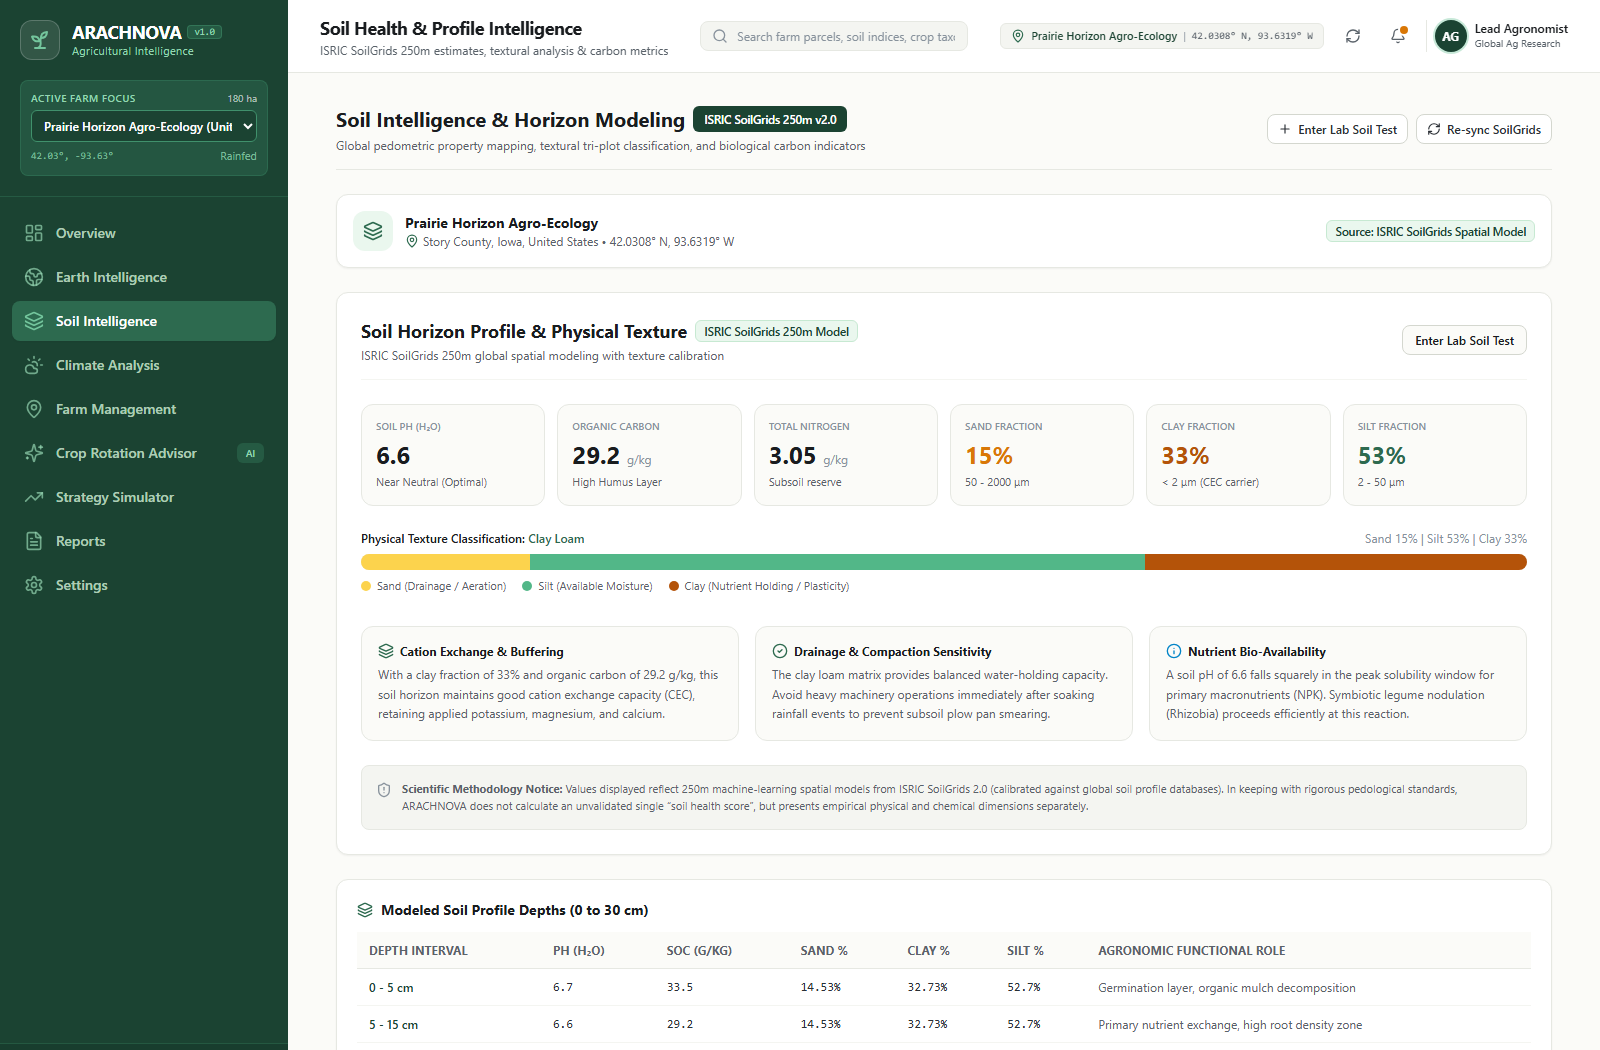 ARACHNOVA v1.0
Agricultural Intelligence
ACTIVE FARM FOCUS 180 ha
Prairie Horizon Agro-Ecology (Unit
42.03°, -93.63° Rainfed
Overview
Earth Intelligence
Soil Intelligence
Climate Analysis
Farm Management
Crop Rotation Advisor AI
Strategy Simulator
Reports
Settings
Soil Health & Profile Intelligence
ISRIC SoilGrids 250m estimates, textural analysis & carbon metrics
Search farm parcels, soil indices, crop taxo
Prairie Horizon Agro-Ecology | 42.0308° N, 93.6319° W
AG
Lead Agronomist
Global Ag Research
Soil Intelligence & Horizon Modeling ISRIC SoilGrids 250m v2.0
Global pedometric property mapping, textural tri-plot classification, and biological carbon indicators
Enter Lab Soil Test
Re-sync SoilGrids
Prairie Horizon Agro-Ecology
Story County, Iowa, United States • 42.0308° N, 93.6319° W
Source: ISRIC SoilGrids Spatial Model
Soil Horizon Profile & Physical Texture ISRIC SoilGrids 250m Model
ISRIC SoilGrids 250m global spatial modeling with texture calibration
Enter Lab Soil Test
SOIL PH (H₂O)
6.6
Near Neutral (Optimal)
ORGANIC CARBON
29.2 g/kg
High Humus Layer
TOTAL NITROGEN
3.05 g/kg
Subsoil reserve
SAND FRACTION
15%
50 - 2000 µm
CLAY FRACTION
33%
< 2 µm (CEC carrier)
SILT FRACTION
53%
2 - 50 µm
Physical Texture Classification: Clay Loam
Sand 15% | Silt 53% | Clay 33%
Sand (Drainage / Aeration) Silt (Available Moisture) Clay (Nutrient Holding / Plasticity)
Cation Exchange & Buffering
With a clay fraction of 33% and organic carbon of 29.2 g/kg, this
soil horizon maintains good cation exchange capacity (CEC),
retaining applied potassium, magnesium, and calcium.
Drainage & Compaction Sensitivity
The clay loam matrix provides balanced water-holding capacity.
Avoid heavy machinery operations immediately after soaking
rainfall events to prevent subsoil plow pan smearing.
Nutrient Bio-Availability
A soil pH of 6.6 falls squarely in the peak solubility window for
primary macronutrients (NPK). Symbiotic legume nodulation
(Rhizobia) proceeds efficiently at this reaction.
Scientific Methodology Notice: Values displayed reflect 250m machine-learning spatial models from ISRIC SoilGrids 2.0 (calibrated against global soil profile databases). In keeping with rigorous pedological standards,
ARACHNOVA does not calculate an unvalidated single “soil health score”, but presents empirical physical and chemical dimensions separately.
Modeled Soil Profile Depths (0 to 30 cm)
DEPTH INTERVAL PH (H₂O) SOC (G/KG) SAND % CLAY % SILT % AGRONOMIC FUNCTIONAL ROLE
0 - 5 cm 6.7 33.5 14.53% 32.73% 52.7% Germination layer, organic mulch decomposition
5 - 15 cm 6.6 29.2 14.53% 32.73% 52.7% Primary nutrient exchange, high root density zone